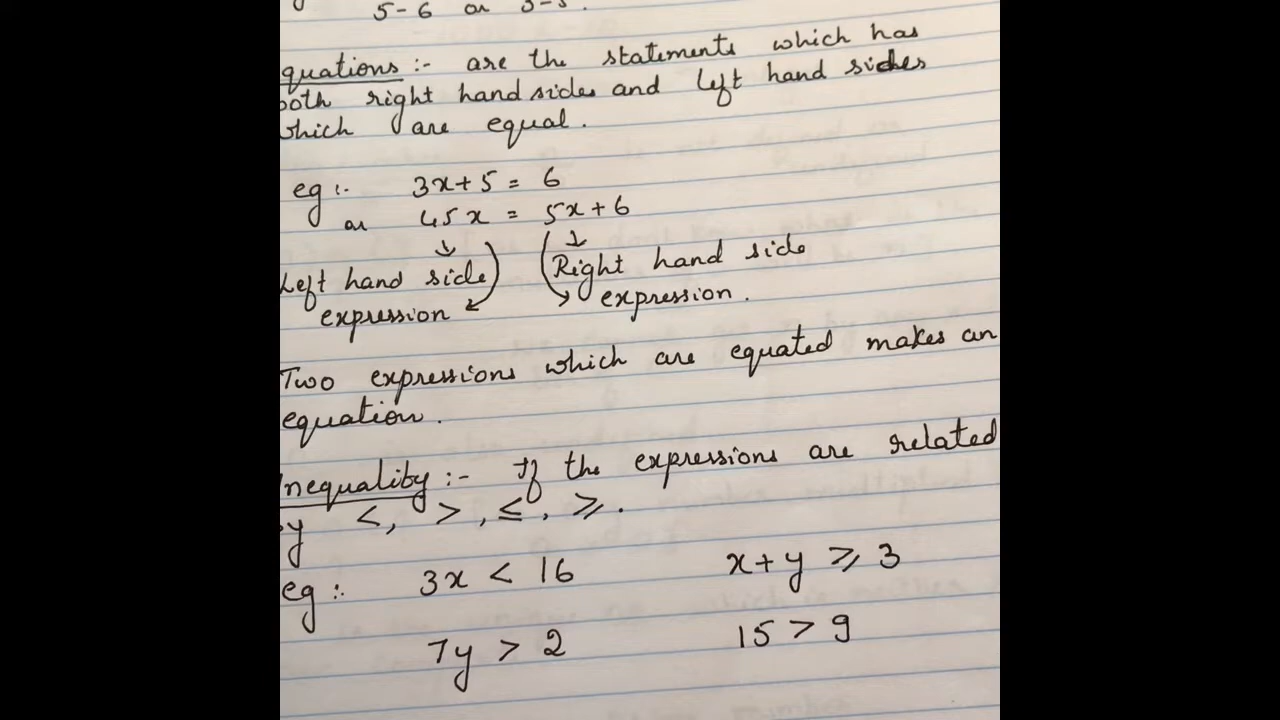 5-6 or
quations :- are the statements which has
both right hand sides and left hand sides
which are equal.
eg :- 3x+5 = 6
or 45x = 5x+6
Left hand side Right hand side
expression expression.
Two expressions which are equated makes an
equation.
Inequality :- If the expressions are related
by <, >, ≤, ≥.
eg :- 3x < 16 x+y ≥ 3
7y > 2 15 > 9